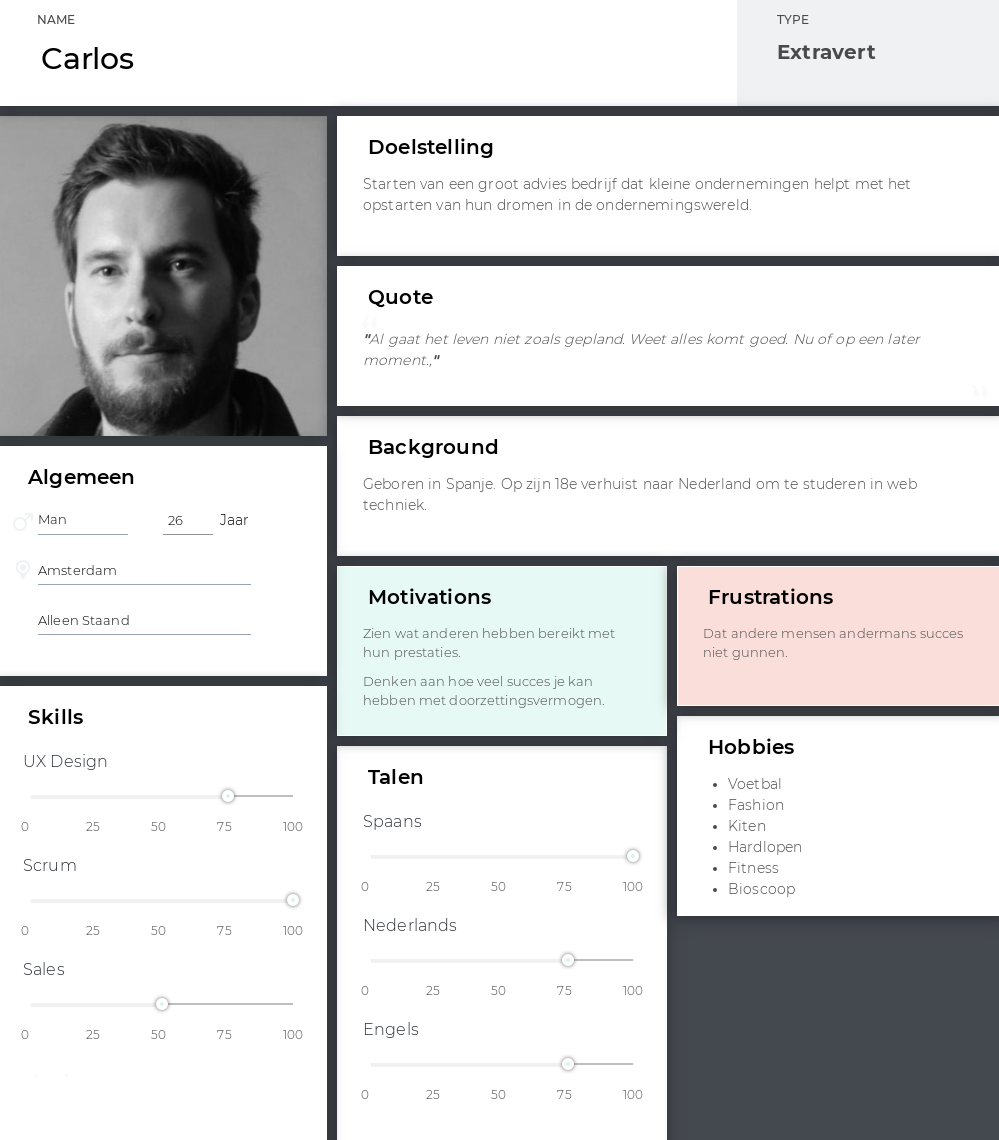 NAME
Carlos
TYPE
Extravert
Doelstelling
Starten van een groot advies bedrijf dat kleine ondernemingen helpt met het
opstarten van hun dromen in de ondernemingswereld.
Quote
"Al gaat het leven niet zoals gepland. Weet alles komt goed. Nu of op een later
moment.,"
Background
Geboren in Spanje. Op zijn 18e verhuist naar Nederland om te studeren in web
techniek.
Algemeen
Man 26 Jaar
Amsterdam
Alleen Staand
Motivations
Zien wat anderen hebben bereikt met
hun prestaties.
Denken aan hoe veel succes je kan
hebben met doorzettingsvermogen.
Frustrations
Dat andere mensen andermans succes
niet gunnen.
Skills
UX Design
0 25 50 75 100
Scrum
0 25 50 75 100
Sales
0 25 50 75 100
Talen
Spaans
0 25 50 75 100
Nederlands
0 25 50 75 100
Engels
0 25 50 75 100
Hobbies
• Voetbal
• Fashion
• Kiten
• Hardlopen
• Fitness
• Bioscoop